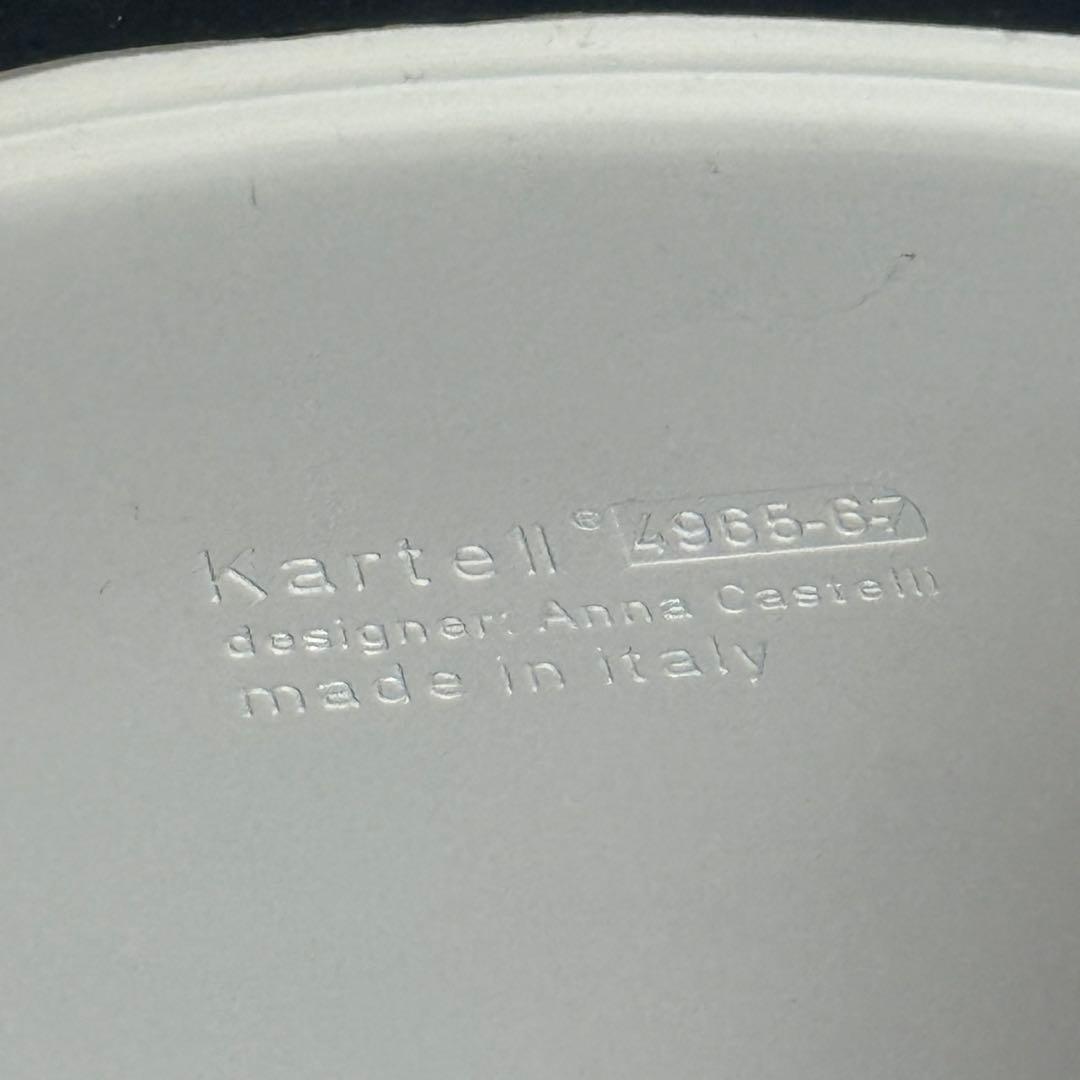 Kartell® 4965-67
designer: Anna Castelli
made in italy